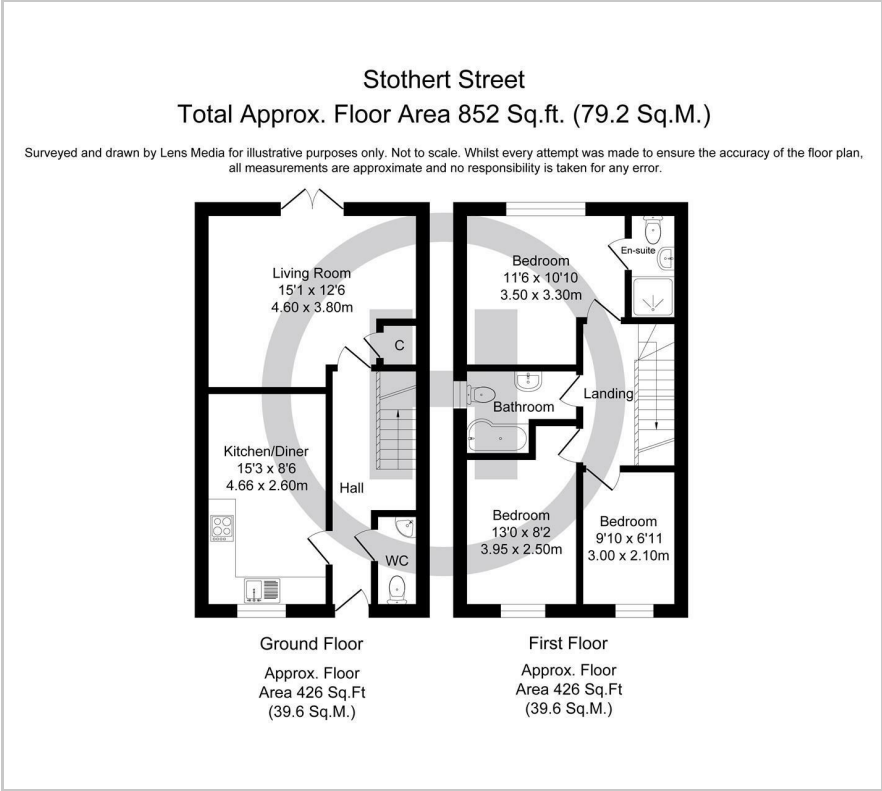 Stothert Street
Total Approx. Floor Area 852 Sq.ft. (79.2 Sq.M.)
Surveyed and drawn by Lens Media for illustrative purposes only. Not to scale. Whilst every attempt was made to ensure the accuracy of the floor plan,
all measurements are approximate and no responsibility is taken for any error.
Living Room
15'1 x 12'6
4.60 x 3.80m
C
Kitchen/Diner
15'3 x 8'6
4.66 x 2.60m
Hall
WC
Ground Floor
Approx. Floor
Area 426 Sq.Ft
(39.6 Sq.M.)
Bedroom
11'6 x 10'10
3.50 x 3.30m
En-suite
Bathroom
Landing
Bedroom
13'0 x 8'2
3.95 x 2.50m
Bedroom
9'10 x 6'11
3.00 x 2.10m
First Floor
Approx. Floor
Area 426 Sq.Ft
(39.6 Sq.M.)